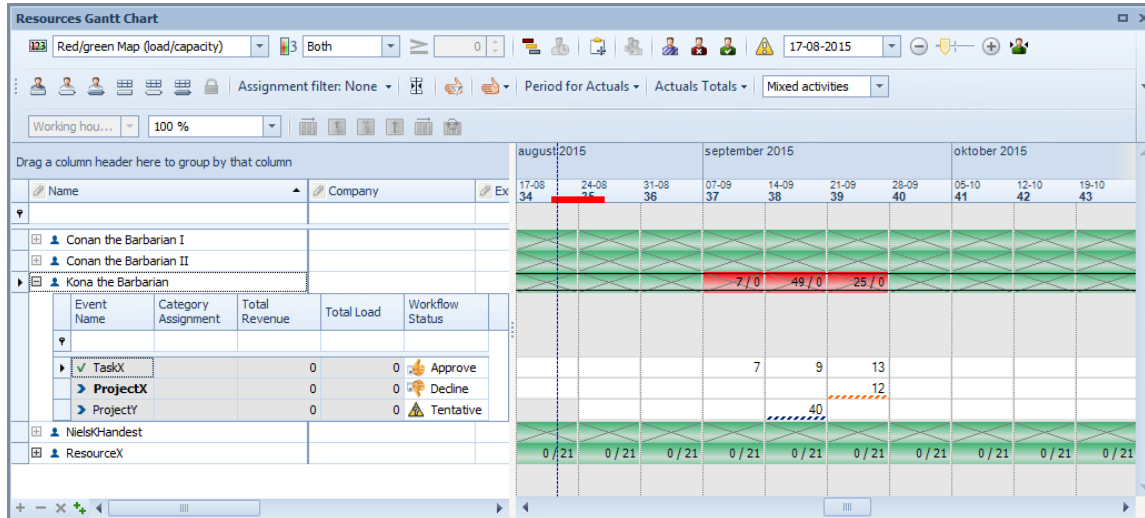 Resources Gantt Chart
123 Red/green Map (load/capacity) 3 Both 0 17-08-2015
Assignment filter: None Period for Actuals Actuals Totals Mixed activities
Working hou... 100 %
Drag a column header here to group by that column
august 2015 september 2015 oktober 2015
Name Company Ex
17-08 24-08 31-08 07-09 14-09 21-09 28-09 05-10 12-10 19-10
34 35 36 37 38 39 40 41 42 43
Conan the Barbarian I
Conan the Barbarian II
Kona the Barbarian 7 / 0 49 / 0 25 / 0
Event Name Category Assignment Total Revenue Total Load Workflow Status
TaskX 0 0 Approve 7 9 13
ProjectX 0 0 Decline 12
ProjectY 0 0 Tentative 40
NielsKHandest
ResourceX 0 / 21 0 / 21 0 / 21 0 / 21 0 / 21 0 / 21 0 / 21 0 / 21 0 / 21 0 / 21